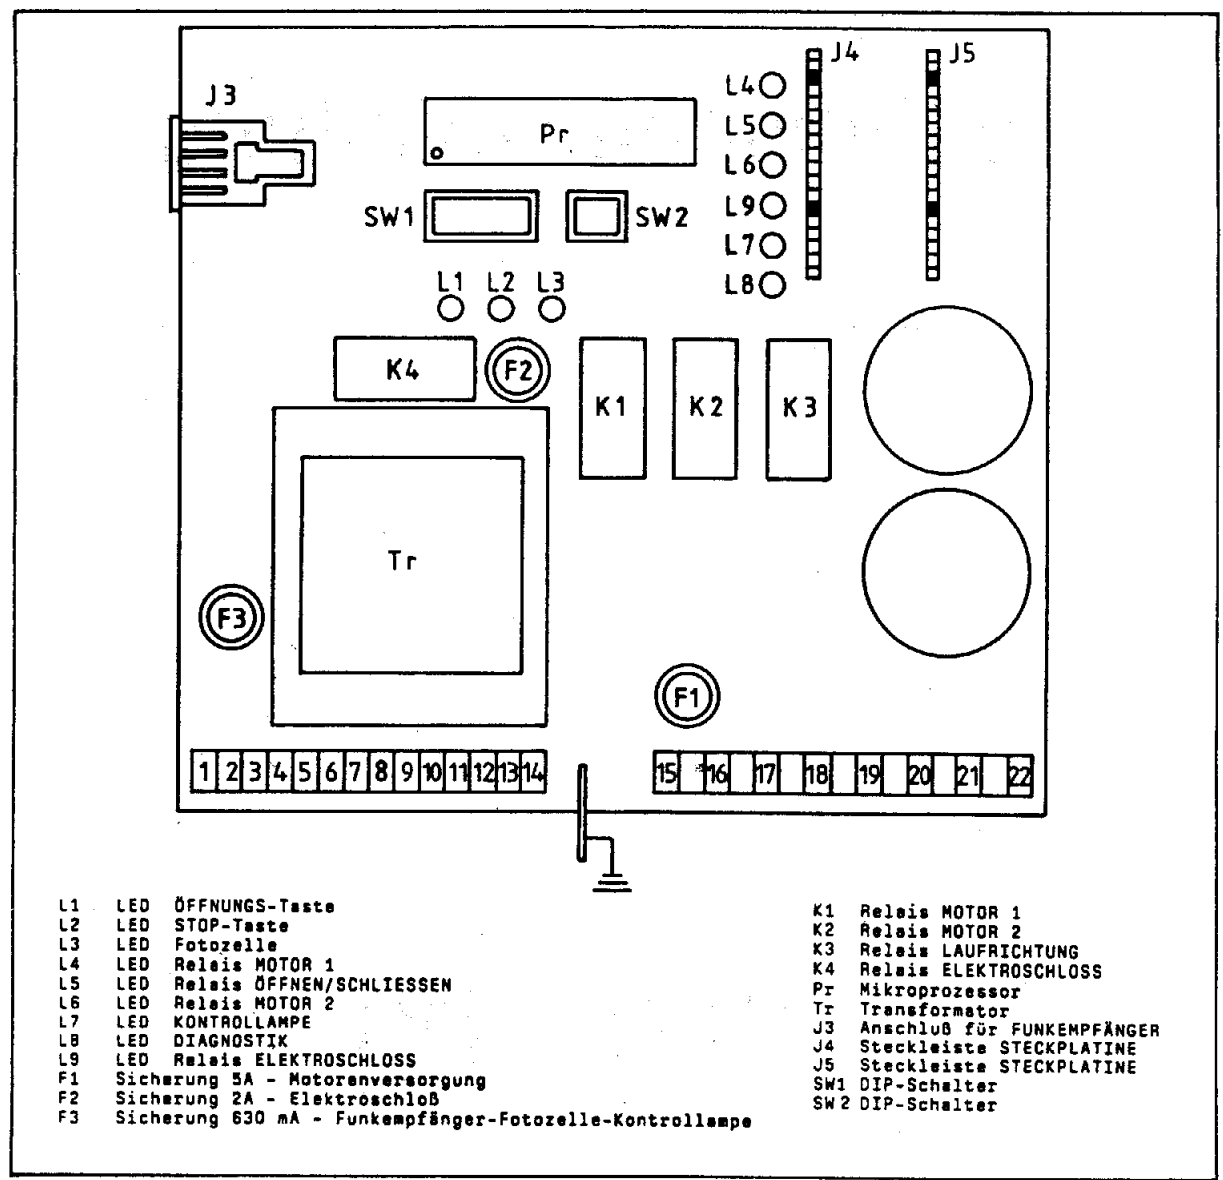 J3
Pr
L4
L5
L6
L9
L7
L8
J4
J5
SW1
SW2
L1 L2 L3
K4
F2
K1
K2
K3
Tr
F3
F1
1 2 3 4 5 6 7 8 9 10 11 12 13 14
15 16 17 18 19 20 21 22
L1 LED ÖFFNUNGS-Taste
L2 LED STOP-Taste
L3 LED Fotozelle
L4 LED Relais MOTOR 1
L5 LED Relais ÖFFNEN/SCHLIESSEN
L6 LED Relais MOTOR 2
L7 LED KONTROLLAMPE
L8 LED DIAGNOSTIK
L9 LED Relais ELEKTROSCHLOSS
F1 Sicherung 5A - Motorenversorgung
F2 Sicherung 2A - Elektroschloß
F3 Sicherung 630 mA - Funkempfänger-Fotozelle-Kontrollampe
K1 Relais MOTOR 1
K2 Relais MOTOR 2
K3 Relais LAUFRICHTUNG
K4 Relais ELEKTROSCHLOSS
Pr Mikroprozessor
Tr Transformator
J3 Anschluß für FUNKEMPFÄNGER
J4 Steckleiste STECKPLATINE
J5 Steckleiste STECKPLATINE
SW1 DIP-Schalter
SW2 DIP-Schalter